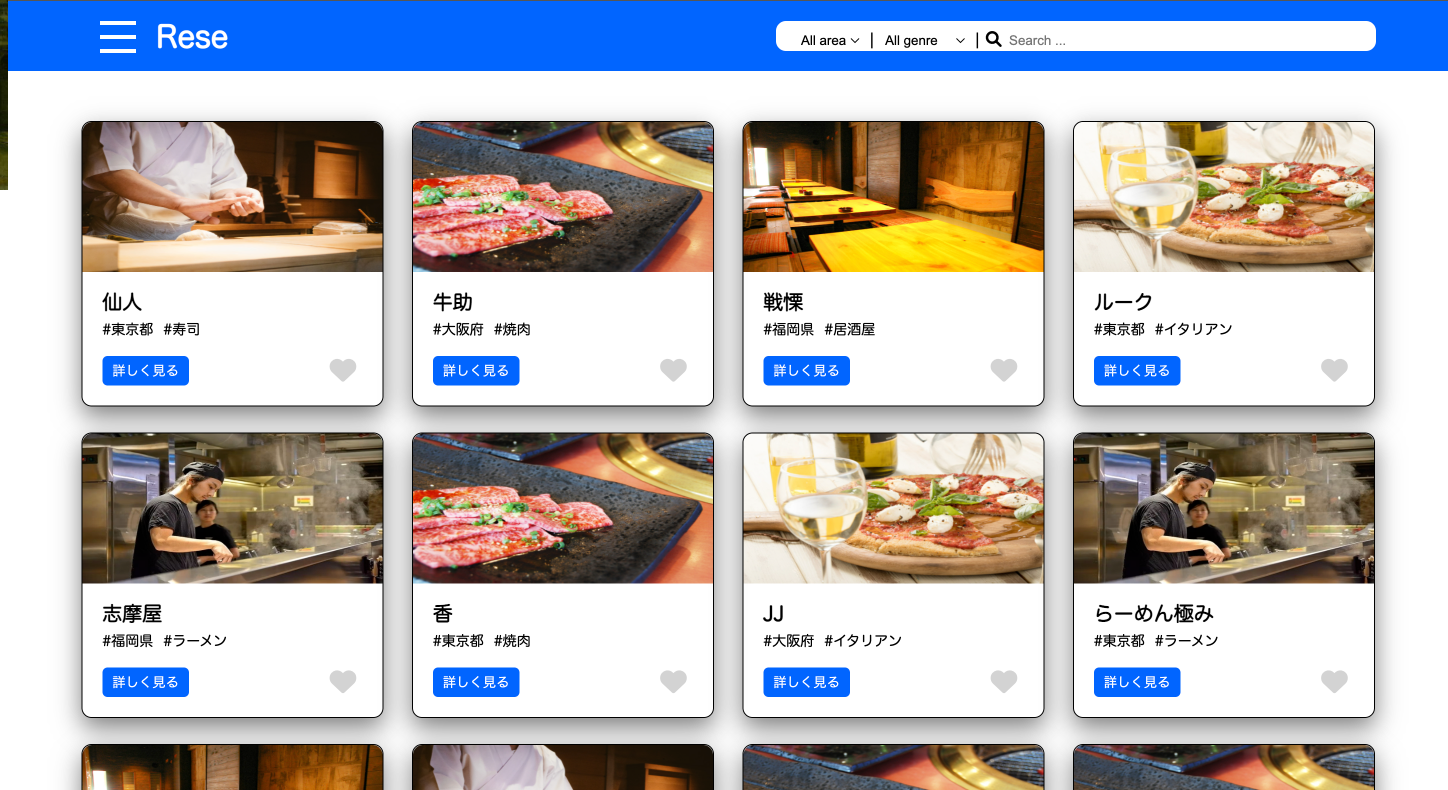 Rese
All area | All genre | Search ...
仙人
#東京都 #寿司
詳しく見る
牛助
#大阪府 #焼肉
詳しく見る
戦慄
#福岡県 #居酒屋
詳しく見る
ルーク
#東京都 #イタリアン
詳しく見る
志摩屋
#福岡県 #ラーメン
詳しく見る
香
#東京都 #焼肉
詳しく見る
JJ
#大阪府 #イタリアン
詳しく見る
らーめん極み
#東京都 #ラーメン
詳しく見る